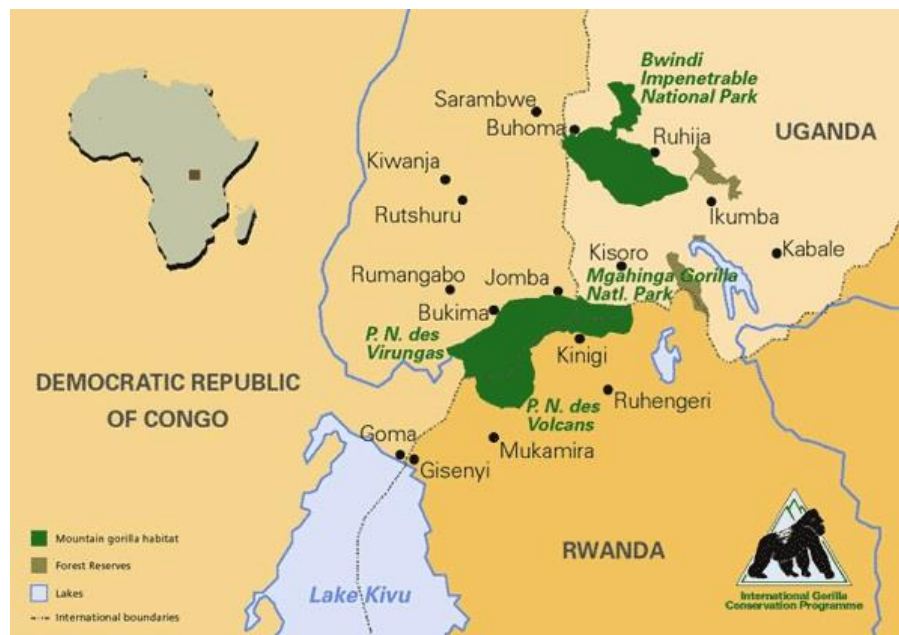 Bwindi
Impenetrable
National Park
Sarambwe
Buhoma
Ruhija
UGANDA
Kiwanja
Rutshuru
Ikumba
Kisoro
Kabale
Mgahinga Gorilla
Natl. Park
Rumangabo
Jomba
Bukima
P. N. des
Virungas
Kinigi
DEMOCRATIC REPUBLIC
OF CONGO
Ruhengeri
P. N. des
Volcans
Goma
Mukamira
Gisenyi
Mountain gorilla habitat
Forest Reserves
Lakes
International boundaries
Lake Kivu
RWANDA
International Gorilla
Conservation Programme